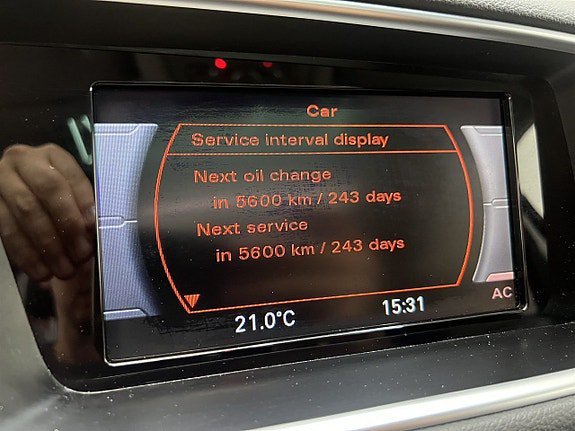 Car
Service interval display
Next oil change
in 5600 km / 243 days
Next service
in 5600 km / 243 days
AC
21.0°C 15:31